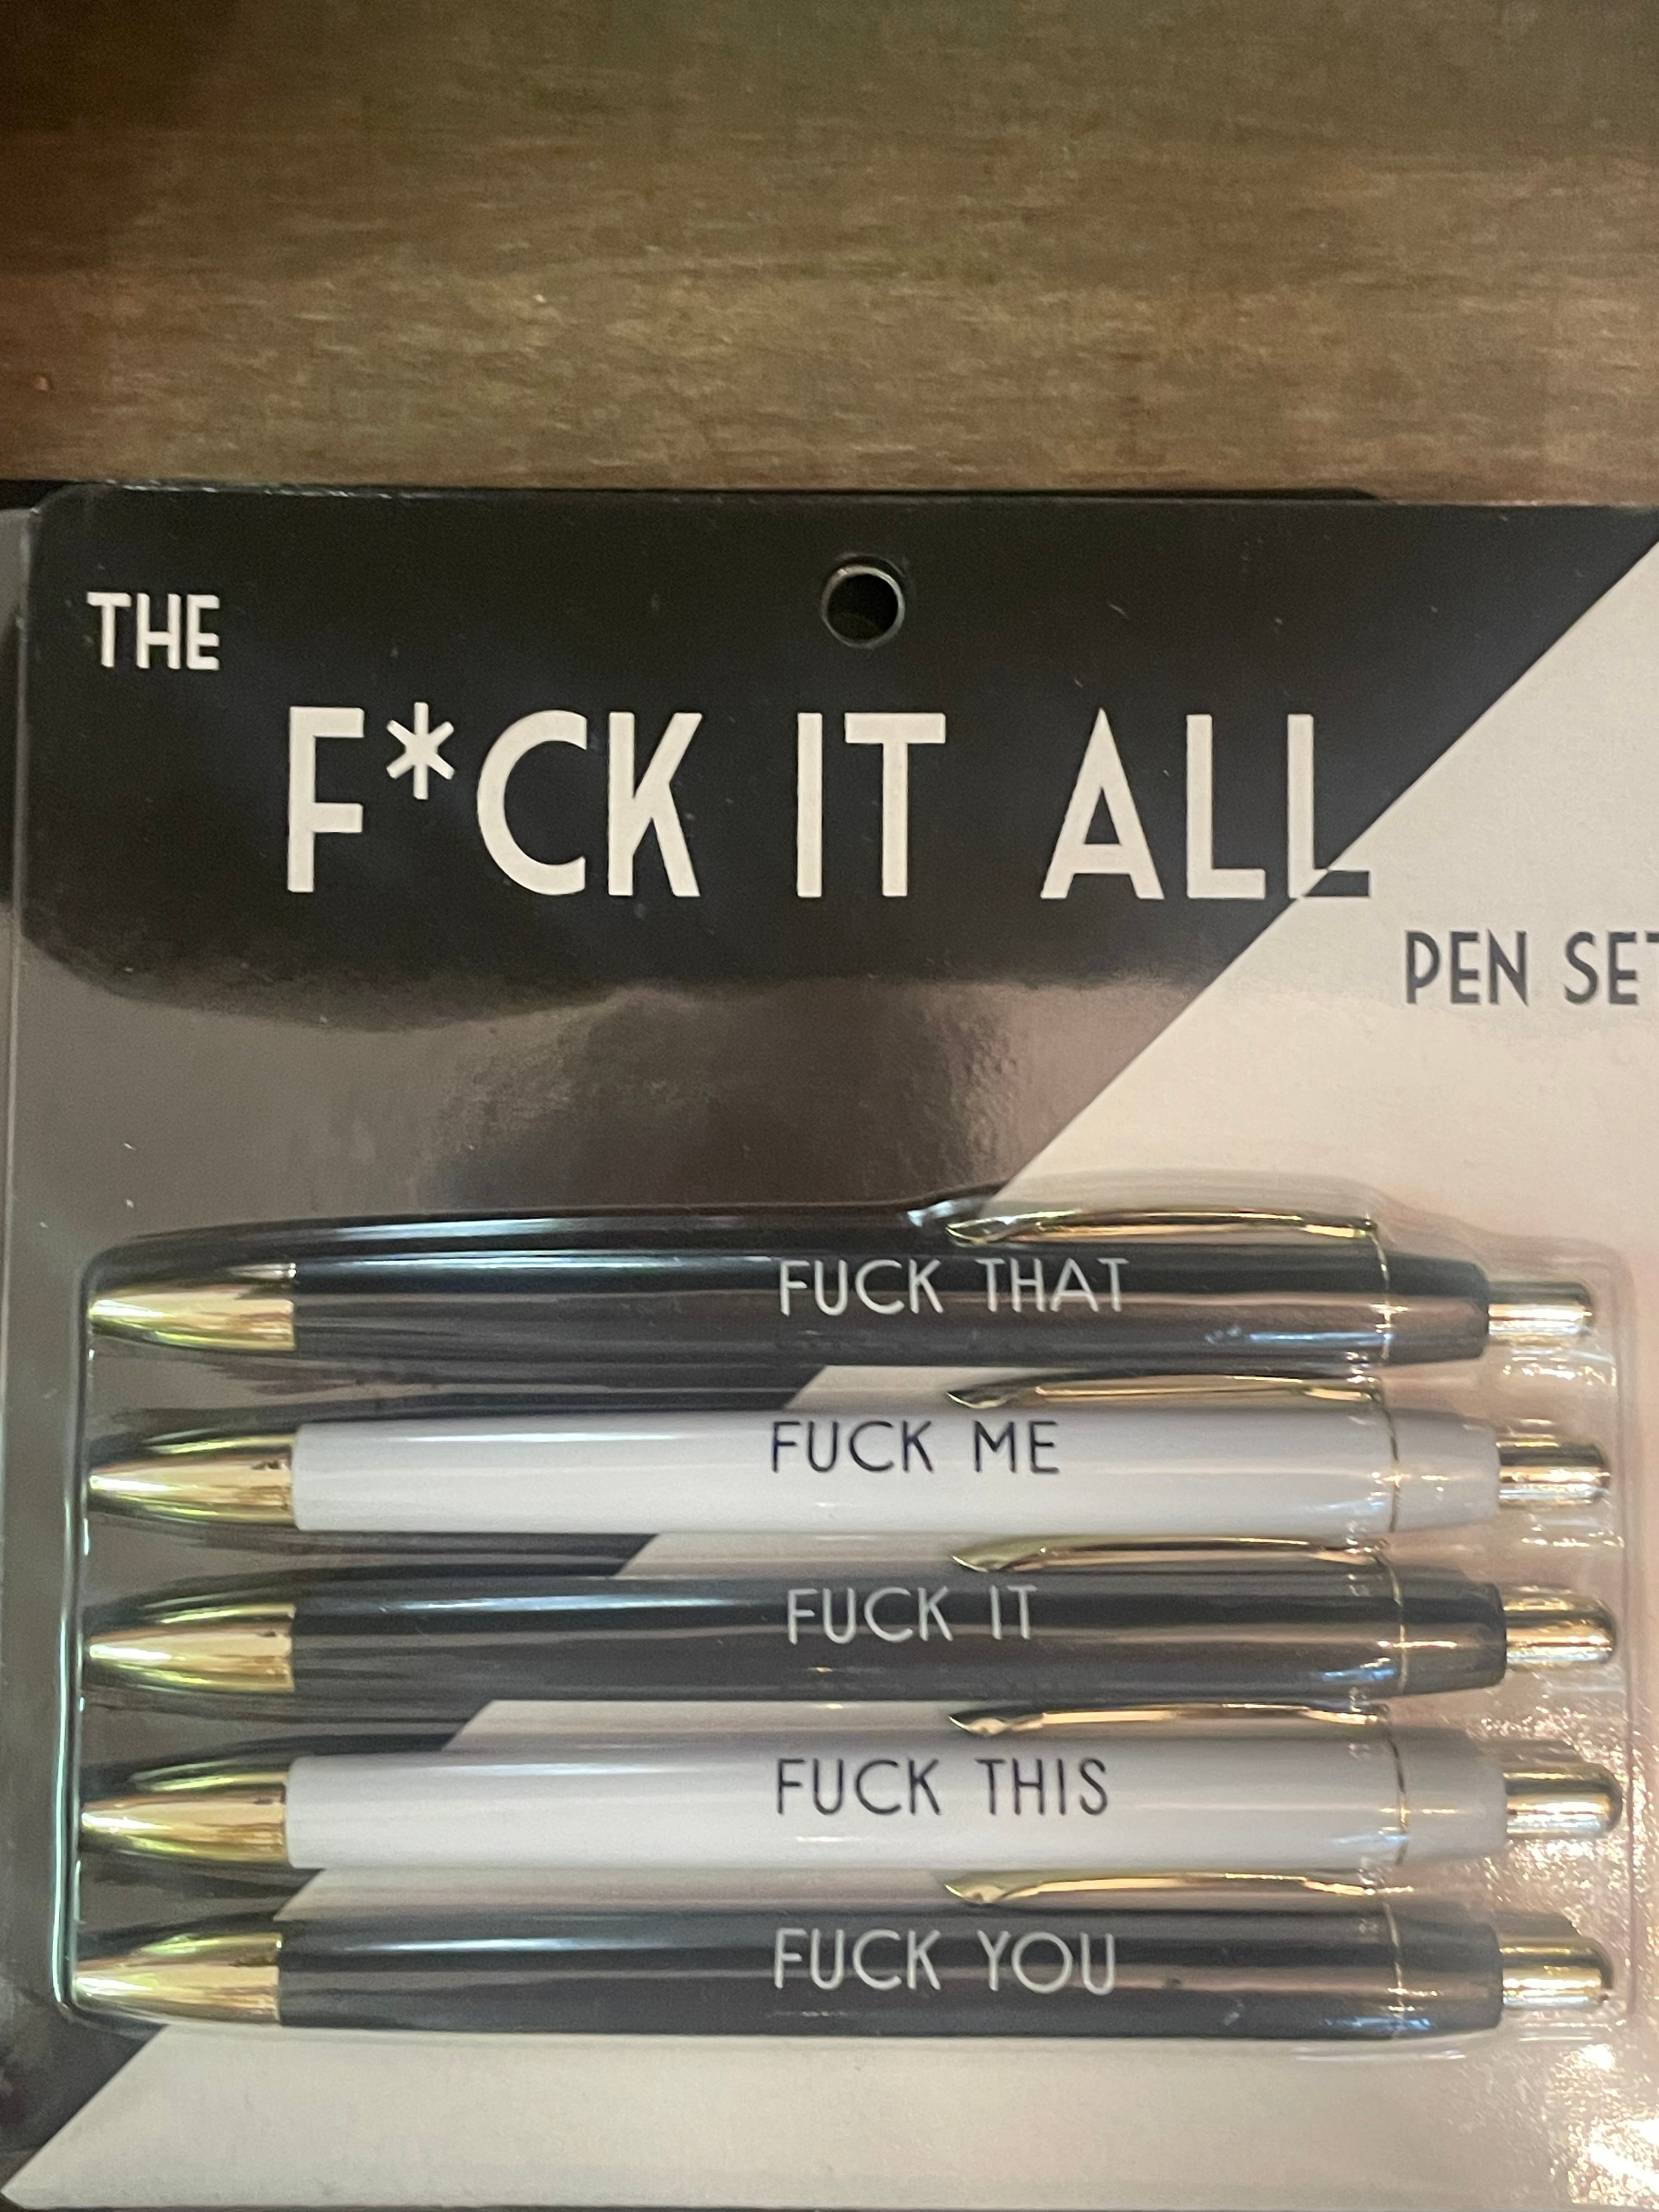 THE
F*CK IT ALL
PEN SET
FUCK THAT
FUCK ME
FUCK IT
FUCK THIS
FUCK YOU